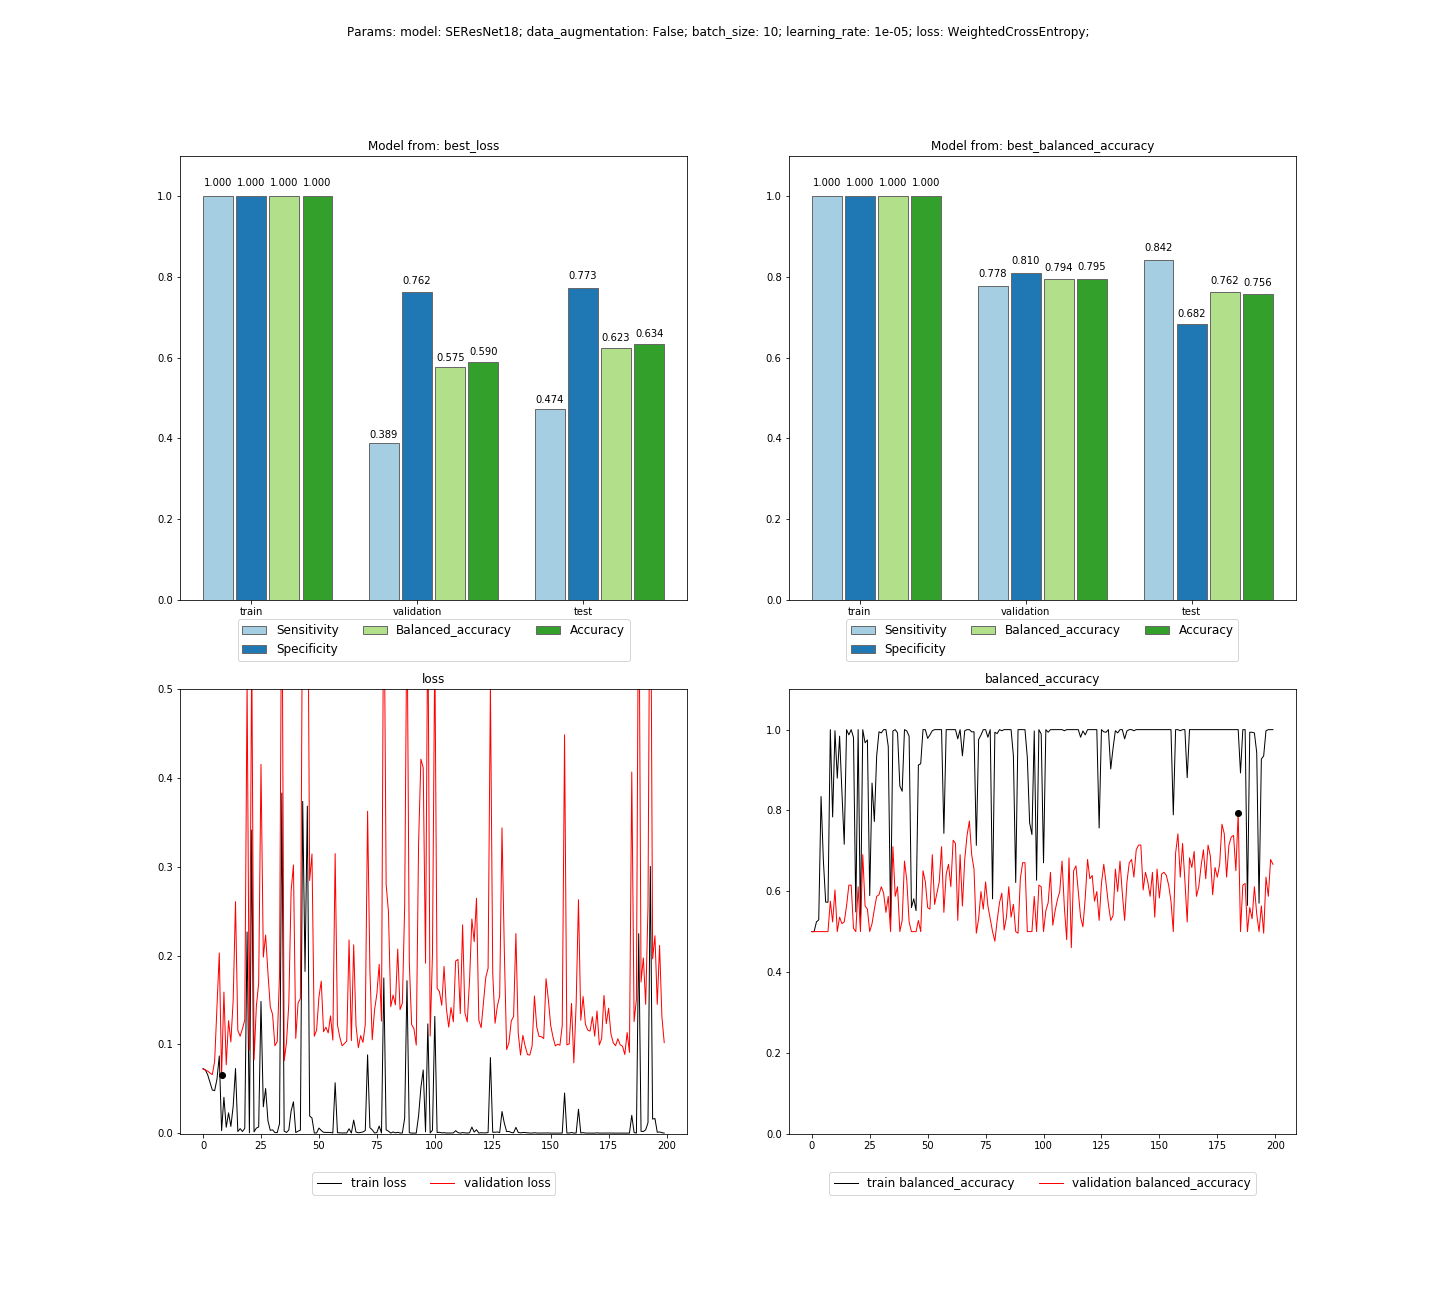 Params: model: SEResNet18; data_augmentation: False; batch_size: 10; learning_rate: 1e-05; loss: WeightedCrossEntropy;
Model from: best_loss
1.000 1.000 1.000 1.000
0.389 0.762 0.575 0.590
0.474 0.773 0.623 0.634
1.0
0.8
0.6
0.4
0.2
0.0
train validation test
Sensitivity Balanced_accuracy Accuracy
Specificity
Model from: best_balanced_accuracy
1.000 1.000 1.000 1.000
0.778 0.810 0.794 0.795
0.842 0.682 0.762 0.756
1.0
0.8
0.6
0.4
0.2
0.0
train validation test
Sensitivity Balanced_accuracy Accuracy
Specificity
loss
0.5
0.4
0.3
0.2
0.1
0.0
0 25 50 75 100 125 150 175 200
train loss validation loss
balanced_accuracy
1.0
0.8
0.6
0.4
0.2
0.0
0 25 50 75 100 125 150 175 200
train balanced_accuracy validation balanced_accuracy